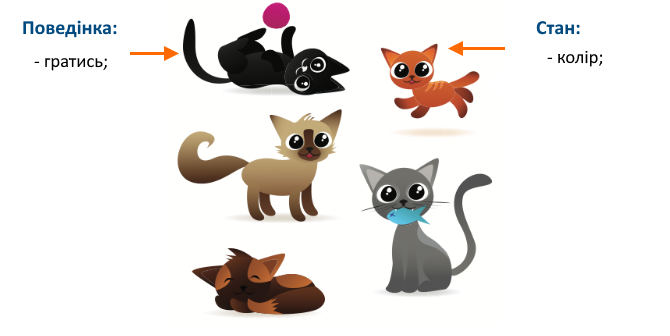 Поведінка:
- гратись;
Стан:
- колір;